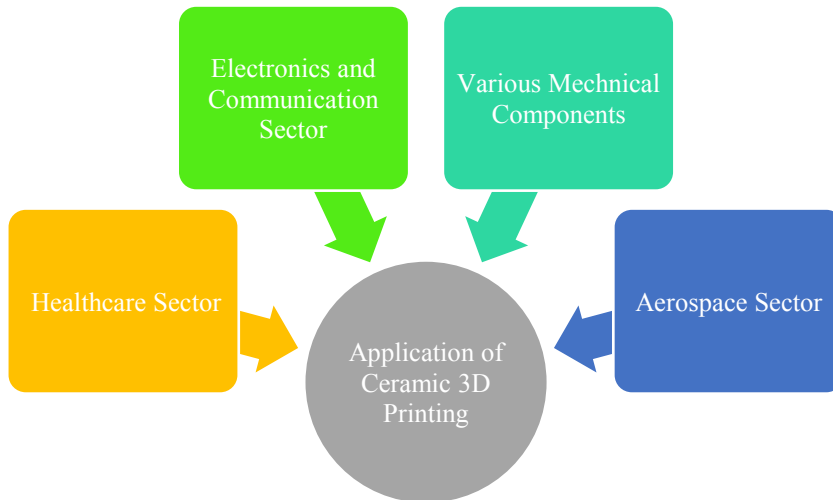 Electronics and
Communication
Sector
Various Mechnical
Components
Healthcare Sector
Aerospace Sector
Application of
Ceramic 3D
Printing